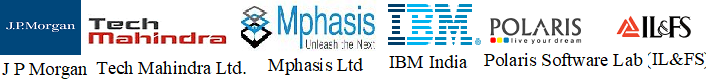 J.P.Morgan
Tech
Mahindra
Mphasis
Unleash the Next
IBM®
POLARIS
live your dream
IL&FS
J P Morgan Tech Mahindra Ltd. Mphasis Ltd IBM India Polaris Software Lab (IL&FS)